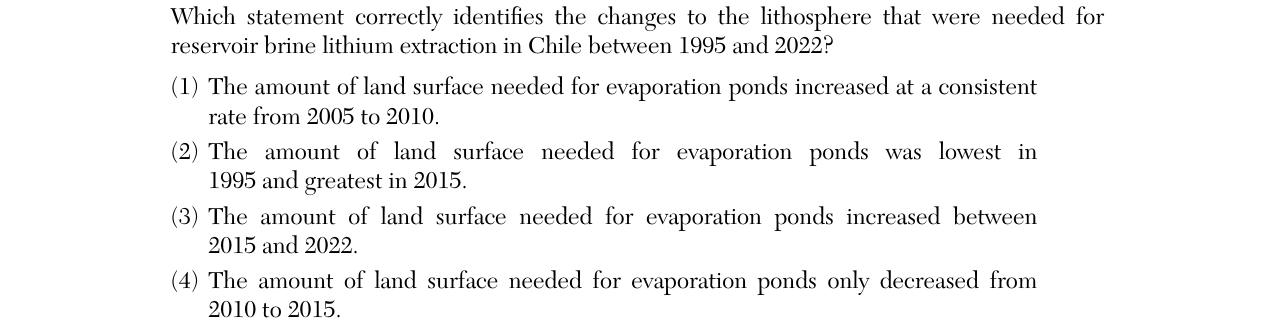 Which statement correctly identifies the changes to the lithosphere that were needed for
reservoir brine lithium extraction in Chile between 1995 and 2022?
(1) The amount of land surface needed for evaporation ponds increased at a consistent
rate from 2005 to 2010.
(2) The amount of land surface needed for evaporation ponds was lowest in
1995 and greatest in 2015.
(3) The amount of land surface needed for evaporation ponds increased between
2015 and 2022.
(4) The amount of land surface needed for evaporation ponds only decreased from
2010 to 2015.